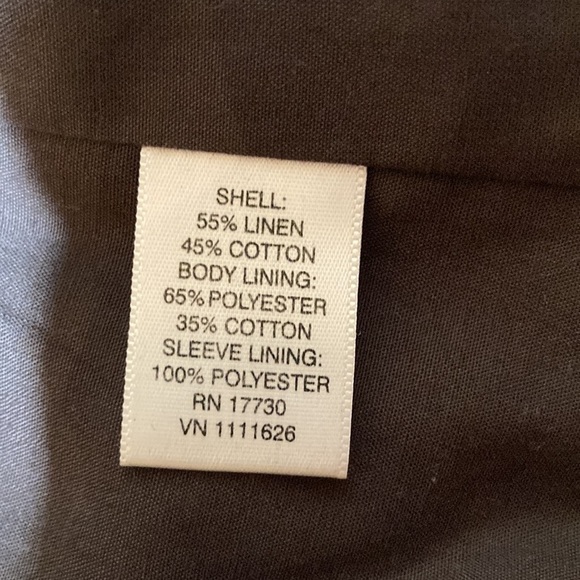 SHELL:
55% LINEN
45% COTTON
BODY LINING:
65% POLYESTER
35% COTTON
SLEEVE LINING:
100% POLYESTER
RN 17730
VN 1111626